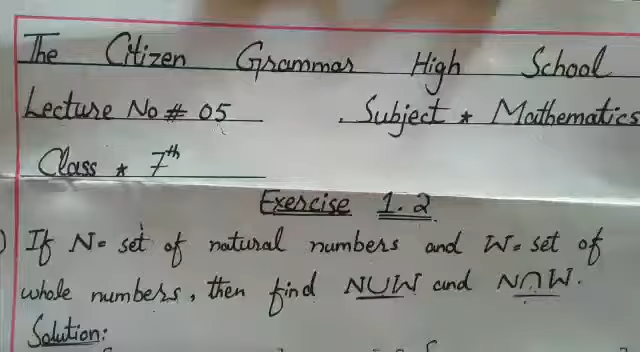 The Citizen Grammar High School
Lecture No # 05 Subject * Mathematics
Class * 7th
Exercise 1.2
) If N= set of natural numbers and W= set of
whole numbers, then find N∪W and N∩W.
Solution: